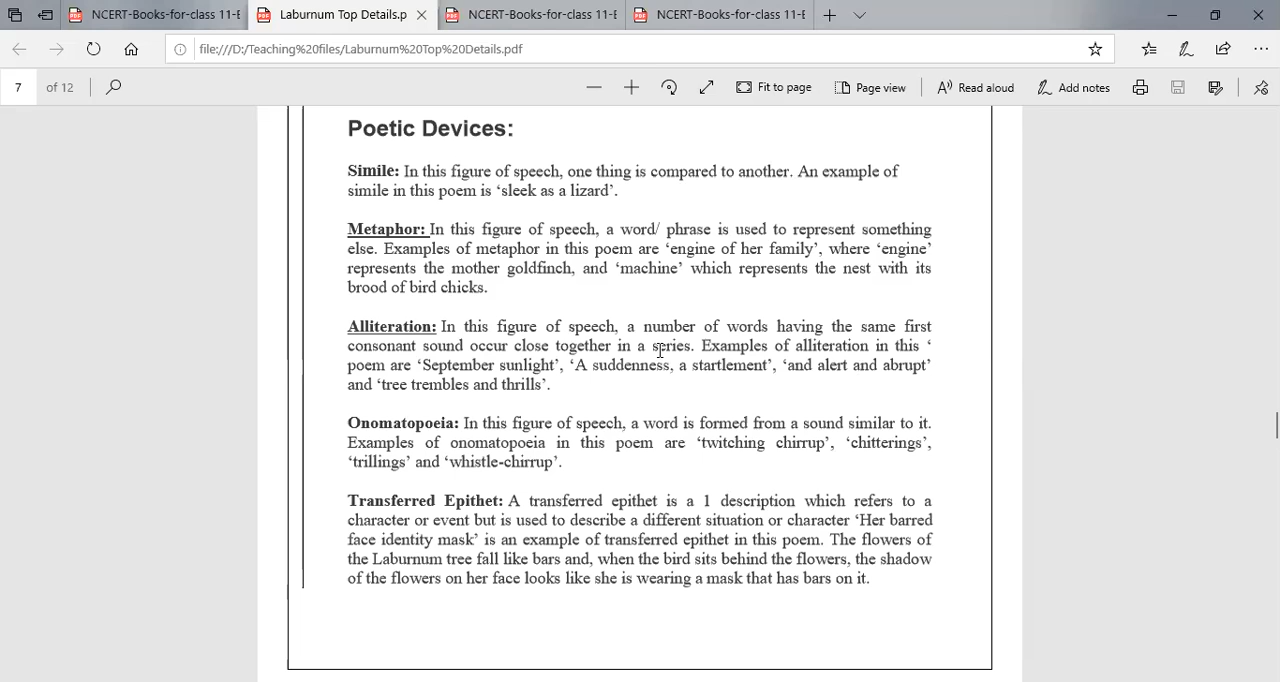 NCERT-Books-for-class 11-E
Laburnum Top Details.p
NCERT-Books-for-class 11-E
NCERT-Books-for-class 11-E
file:///D:/Teaching%20files/Laburnum%20Top%20Details.pdf
7 of 12
Fit to page
Page view
Read aloud
Add notes
Poetic Devices:
Simile: In this figure of speech, one thing is compared to another. An example of
simile in this poem is ‘sleek as a lizard’.
Metaphor: In this figure of speech, a word/ phrase is used to represent something
else. Examples of metaphor in this poem are ‘engine of her family’, where ‘engine’
represents the mother goldfinch, and ‘machine’ which represents the nest with its
brood of bird chicks.
Alliteration: In this figure of speech, a number of words having the same first
consonant sound occur close together in a series. Examples of alliteration in this ‘
poem are ‘September sunlight’, ‘A suddenness, a startlement’, ‘and alert and abrupt’
and ‘tree trembles and thrills’.
Onomatopoeia: In this figure of speech, a word is formed from a sound similar to it.
Examples of onomatopoeia in this poem are ‘twitching chirrup’, ‘chitterings’,
‘trillings’ and ‘whistle-chirrup’.
Transferred Epithet: A transferred epithet is a 1 description which refers to a
character or event but is used to describe a different situation or character ‘Her barred
face identity mask’ is an example of transferred epithet in this poem. The flowers of
the Laburnum tree fall like bars and, when the bird sits behind the flowers, the shadow
of the flowers on her face looks like she is wearing a mask that has bars on it.